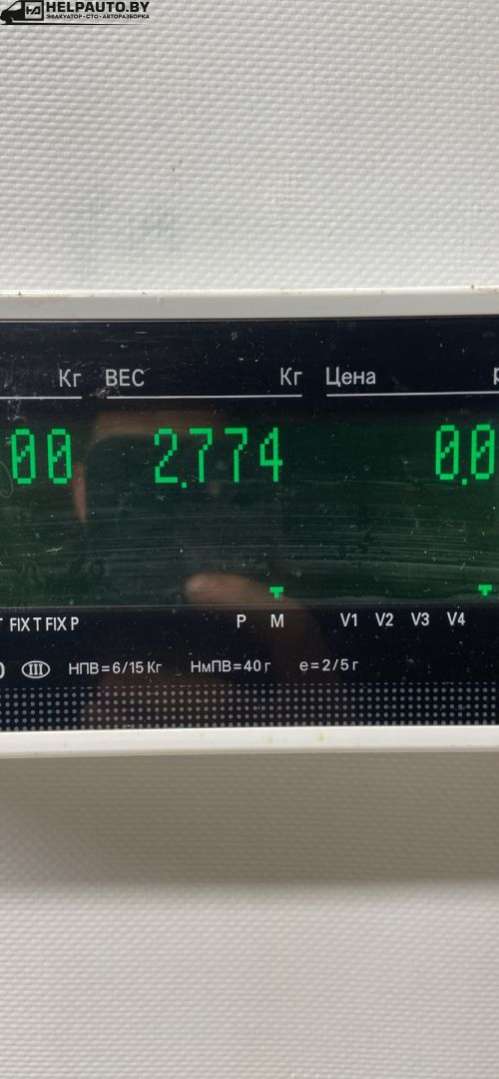 HELPAUTO.BY
ЭВАКУАТОР · СТО · АВТОРАЗБОРКА
Кг ВЕС Кг Цена
00 2.774 0.0
FIX T FIX P P M V1 V2 V3 V4
III НПВ=6/15 Кг НмПВ=40 г e=2/5 г